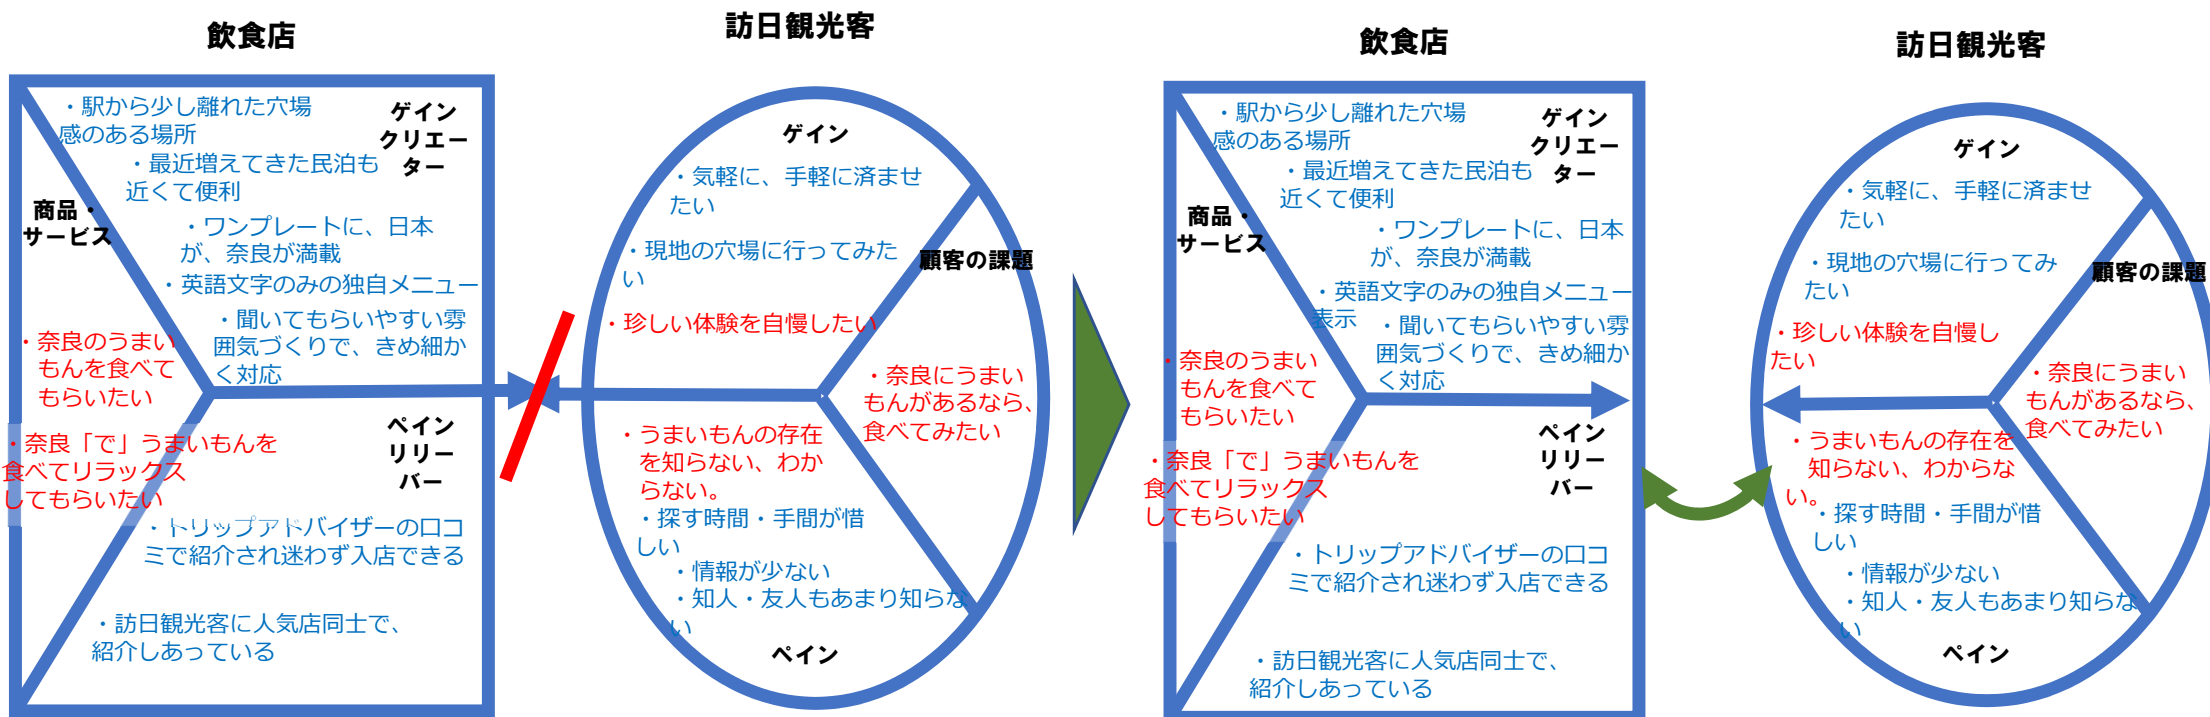 飲食店
・駅から少し離れた穴場
感のある場所
ゲイン
クリエー
ター
・最近増えてきた民泊も
近くて便利
商品・
サービス
・ワンプレートに、日本
が、奈良が満載
・英語文字のみの独自メニュー
・聞いてもらいやすい雰
囲気づくりで、きめ細か
く対応
・奈良のうまい
もんを食べて
もらいたい
・奈良「で」うまいもんを
食べてリラックス
してもらいたい
ペイン
リリー
バー
・トリップアドバイザーの口コ
ミで紹介され迷わず入店できる
・訪日観光客に人気店同士で、
紹介しあっている
訪日観光客
ゲイン
・気軽に、手軽に済ませ
たい
・現地の穴場に行ってみた
い
・珍しい体験を自慢したい
顧客の課題
・奈良にうまい
もんがあるなら、
食べてみたい
・うまいもんの存在
を知らない、わか
らない。
・探す時間・手間が惜
しい
・情報が少ない
・知人・友人もあまり知らな
い
ペイン
飲食店
・駅から少し離れた穴場
感のある場所
ゲイン
クリエー
ター
・最近増えてきた民泊も
近くて便利
商品・
サービス
・ワンプレートに、日本
が、奈良が満載
・英語文字のみの独自メニュー
表示
・聞いてもらいやすい雰
囲気づくりで、きめ細か
く対応
・奈良のうまい
もんを食べて
もらいたい
・奈良「で」うまいもんを
食べてリラックス
してもらいたい
ペイン
リリー
バー
・トリップアドバイザーの口コ
ミで紹介され迷わず入店できる
・訪日観光客に人気店同士で、
紹介しあっている
訪日観光客
ゲイン
・気軽に、手軽に済ませ
たい
・現地の穴場に行ってみ
たい
・珍しい体験を自慢し
たい
顧客の課題
・奈良にうまい
もんがあるなら、
食べてみたい
・うまいもんの存在を
知らない、わからな
い。
・探す時間・手間が惜
しい
・情報が少ない
・知人・友人もあまり知らな
い
ペイン